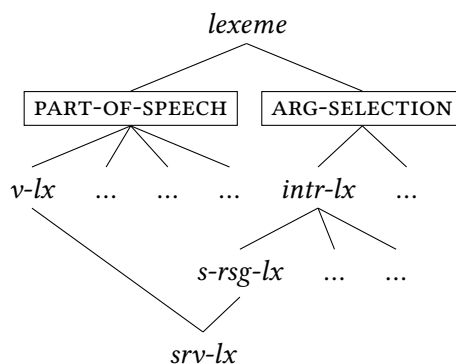 lexeme
PART-OF-SPEECH ARG-SELECTION
v-lx ... ... ... intr-lx ...
s-rsg-lx ... ...
srv-lx